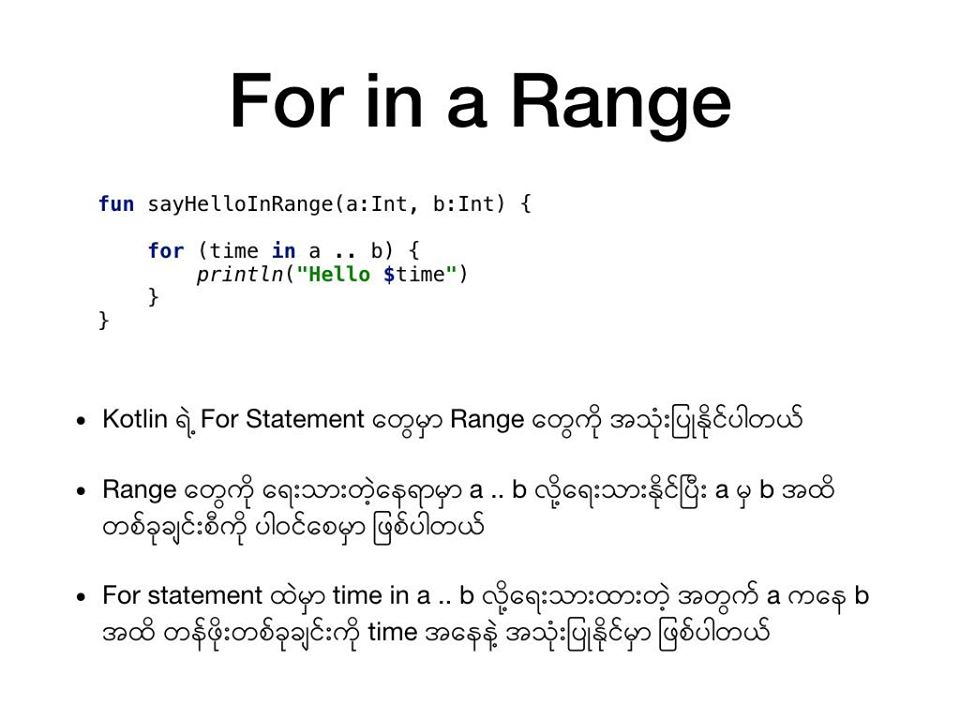 For in a Range
fun sayHelloInRange(a:Int, b:Int) {
for (time in a .. b) {
println("Hello $time")
}
}
• Kotlin ရဲ့ For Statement တွေမှာ Range တွေကို အသုံးပြုနိုင်ပါတယ်
• Range တွေကို ရေးသားတဲ့နေရာမှာ a .. b လို့ရေးသားနိုင်ပြီး a မှ b အထိ
တစ်ခုချင်းစီကို ပါဝင်စေမှာ ဖြစ်ပါတယ်
• For statement ထဲမှာ time in a .. b လို့ရေးသားထားတဲ့ အတွက် a ကနေ b
အထိ တန်ဖိုးတစ်ခုချင်းကို time အနေနဲ့ အသုံးပြုနိုင်မှာ ဖြစ်ပါတယ်